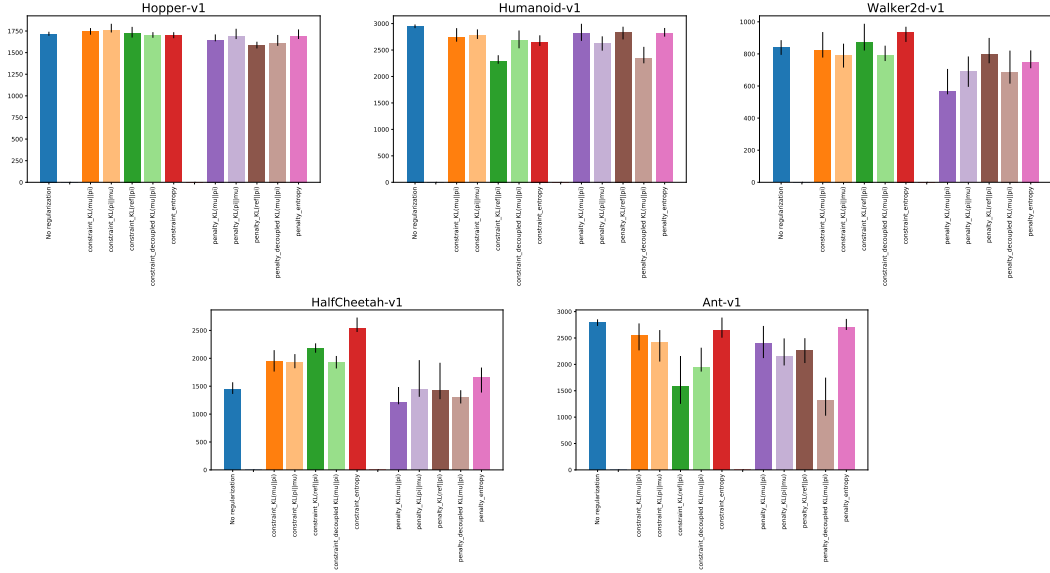 Hopper-v1
1750
1500
1250
1000
750
500
250
0
No regularization
constraint_KL(mu|pi)
constraint_KL(pi||mu)
constraint_KL(ref|pi)
constraint_decoupled KL(mu|pi)
constraint_entropy
penalty_KL(mu|pi)
penalty_KL(pi|mu)
penalty_KL(ref|pi)
penalty_decoupled KL(mu|pi)
penalty_entropy
Humanoid-v1
3000
2500
2000
1500
1000
500
0
No regularization
constraint_KL(mu|pi)
constraint_KL(pi||mu)
constraint_KL(ref|pi)
constraint_decoupled KL(mu|pi)
constraint_entropy
penalty_KL(mu|pi)
penalty_KL(pi|mu)
penalty_KL(ref|pi)
penalty_decoupled KL(mu|pi)
penalty_entropy
Walker2d-v1
1000
800
600
400
200
0
No regularization
constraint_KL(mu|pi)
constraint_KL(pi||mu)
constraint_KL(ref|pi)
constraint_decoupled KL(mu|pi)
constraint_entropy
penalty_KL(mu|pi)
penalty_KL(pi|mu)
penalty_KL(ref|pi)
penalty_decoupled KL(mu|pi)
penalty_entropy
HalfCheetah-v1
2500
2000
1500
1000
500
0
No regularization
constraint_KL(mu|pi)
constraint_KL(pi||mu)
constraint_KL(ref|pi)
constraint_decoupled KL(mu|pi)
constraint_entropy
penalty_KL(mu|pi)
penalty_KL(pi|mu)
penalty_KL(ref|pi)
penalty_decoupled KL(mu|pi)
penalty_entropy
Ant-v1
3000
2500
2000
1500
1000
500
0
No regularization
constraint_KL(mu|pi)
constraint_KL(pi||mu)
constraint_KL(ref|pi)
constraint_decoupled KL(mu|pi)
constraint_entropy
penalty_KL(mu|pi)
penalty_KL(pi|mu)
penalty_KL(ref|pi)
penalty_decoupled KL(mu|pi)
penalty_entropy